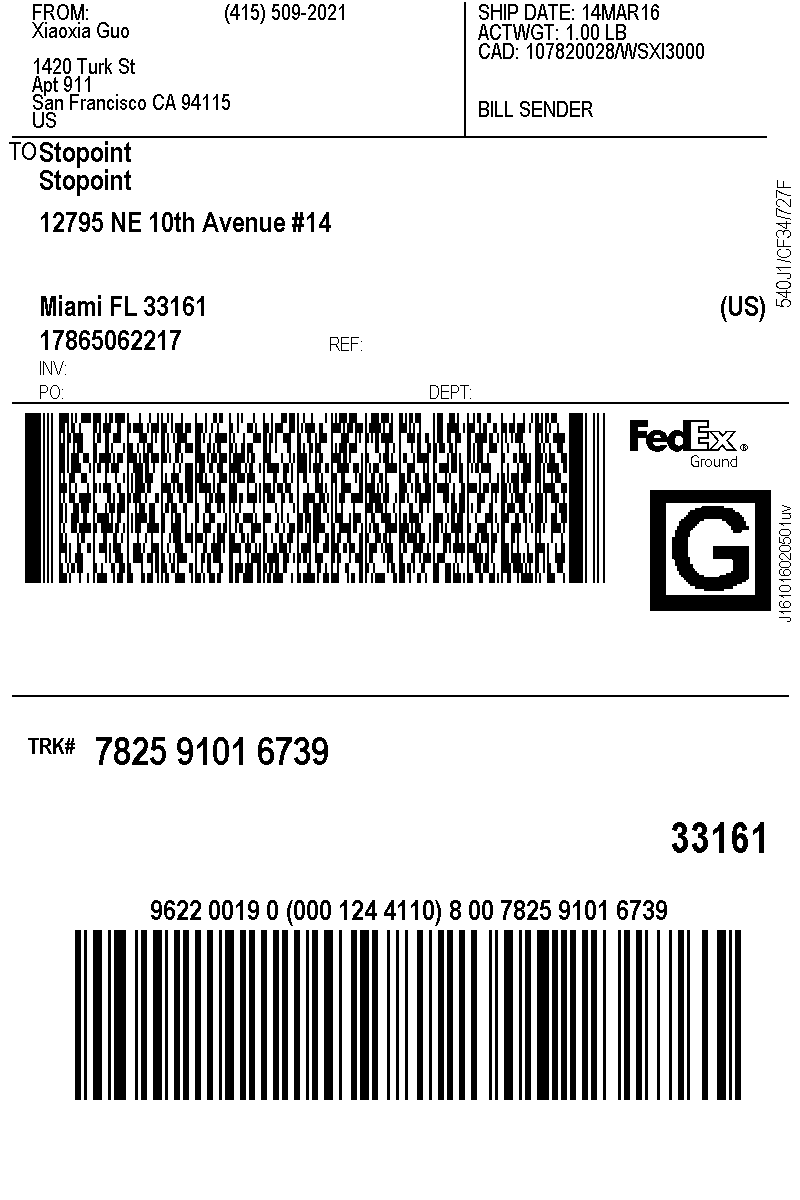 FROM: (415) 509-2021
Xiaoxia Guo
1420 Turk St
Apt 911
San Francisco CA 94115
US
SHIP DATE: 14MAR16
ACTWGT: 1.00 LB
CAD: 107820028/WSXI3000
BILL SENDER
TO Stopoint
Stopoint
12795 NE 10th Avenue #14
Miami FL 33161 (US)
17865062217 REF:
INV:
PO: DEPT:
540J1/CF34/727F
FedEx®
Ground
G
J161016020501uv
TRK# 7825 9101 6739
33161
9622 0019 0 (000 124 4110) 8 00 7825 9101 6739